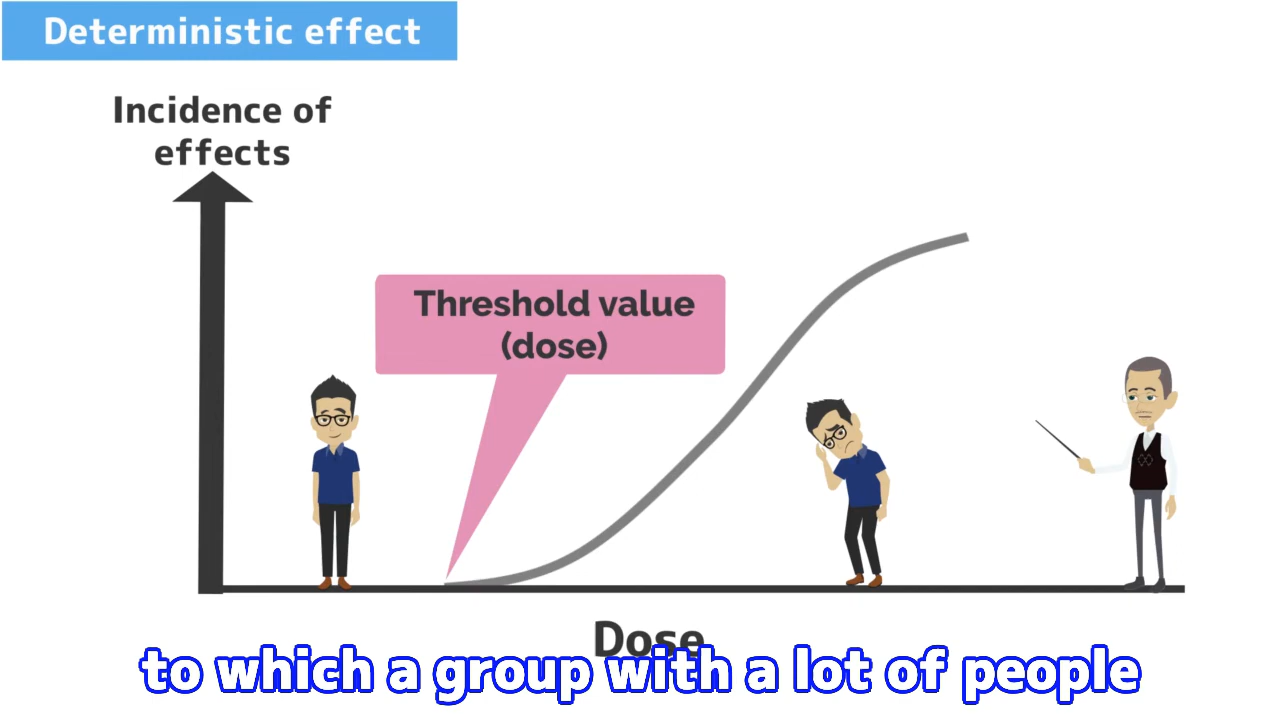 Deterministic effect
Incidence of
effects
Threshold value
(dose)
Dose
to which a group with a lot of people